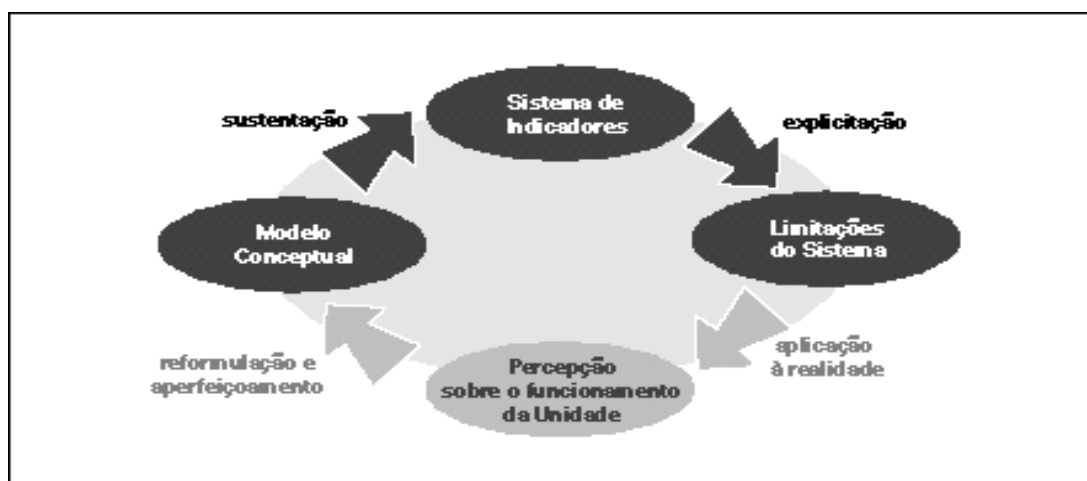 Sistema de
Indicadores
sustentação
explicitação
Modelo
Conceptual
Limitações
do Sistema
reformulação e
aperfeiçoamento
Percepção
sobre o funcionamento
da Unidade
aplicação
à realidade